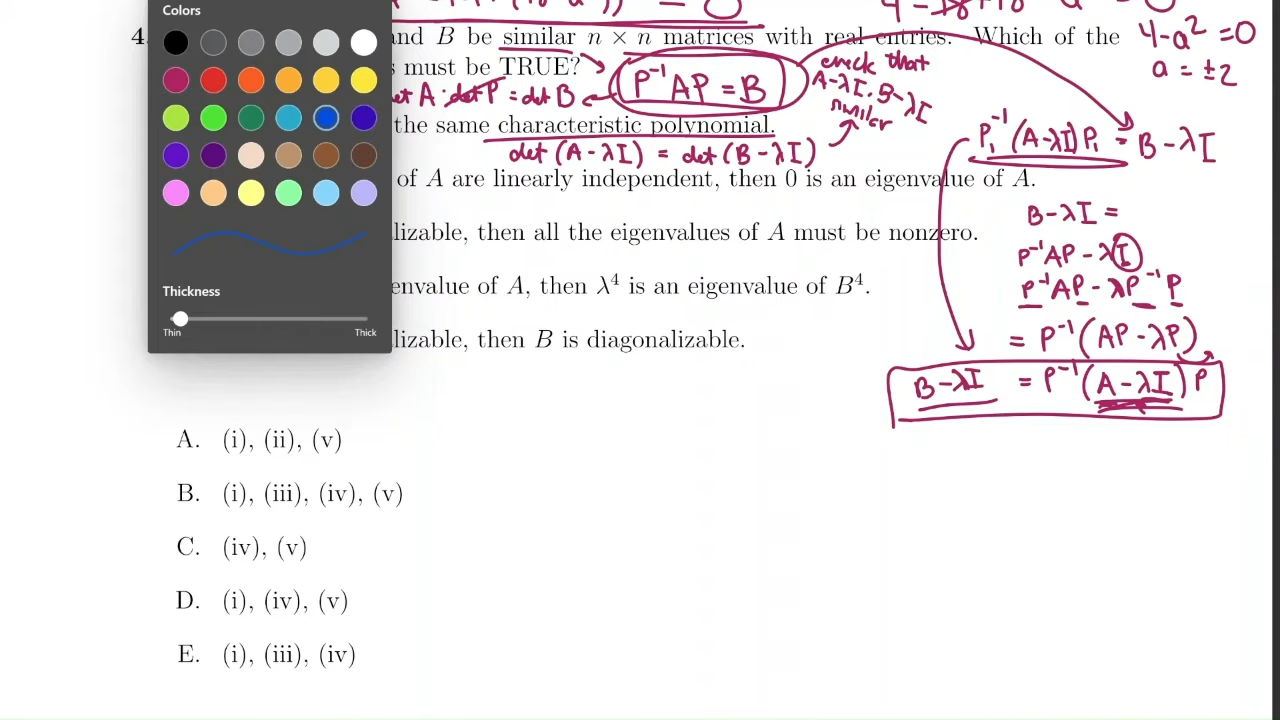 Colors
= 0
4. and B be similar n × n matrices with real entries. Which of the
s must be TRUE?
det A · det P = det B
P⁻¹AP = B
check that
A-λI, B-λI
similar
4-a² = 0
a = ±2
the same characteristic polynomial.
det (A-λI) = det (B-λI)
P₁⁻¹ (A-λI) P₁ = B-λI
of A are linearly independent, then 0 is an eigenvalue of A.
lizable, then all the eigenvalues of A must be nonzero.
envalue of A, then λ⁴ is an eigenvalue of B⁴.
lizable, then B is diagonalizable.
B-λI =
P⁻¹AP - λI
P⁻¹AP - λP⁻¹P
= P⁻¹(AP - λP)
B-λI = P⁻¹(A-λI)P
Thickness
Thin Thick
A. (i), (ii), (v)
B. (i), (iii), (iv), (v)
C. (iv), (v)
D. (i), (iv), (v)
E. (i), (iii), (iv)